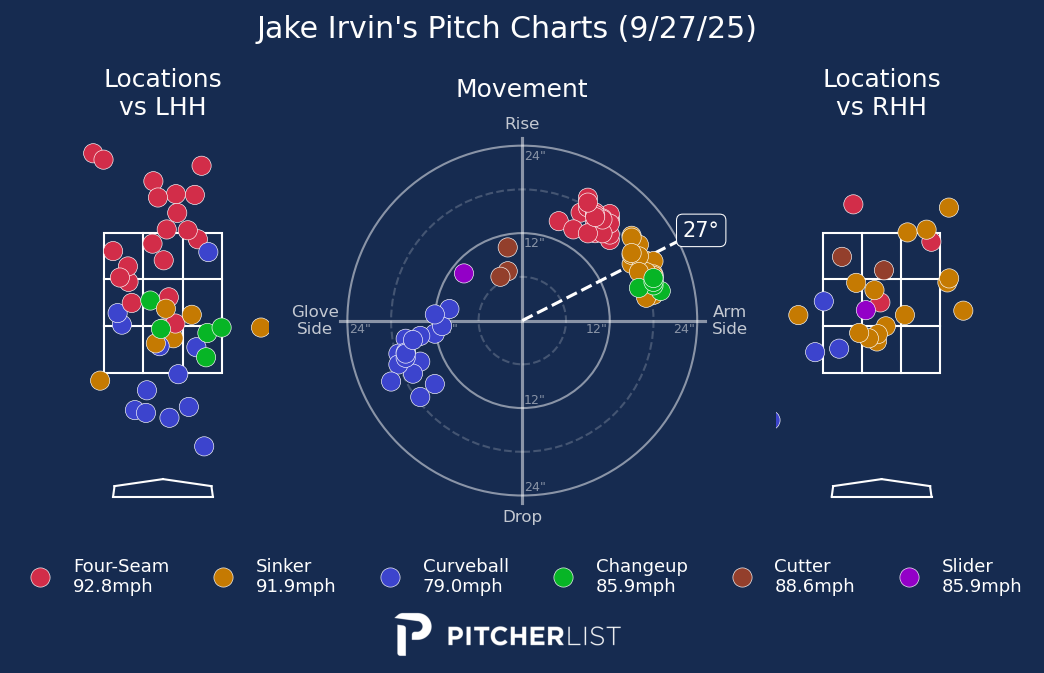 Jake Irvin's Pitch Charts (9/27/25)
Locations
vs LHH
Movement
Locations
vs RHH
Rise
24"
12"
27°
Glove
Side
24"
"
12"
24"
Arm
Side
12"
24"
Drop
Four-Seam
92.8mph
Sinker
91.9mph
Curveball
79.0mph
Changeup
85.9mph
Cutter
88.6mph
Slider
85.9mph
PITCHERLIST